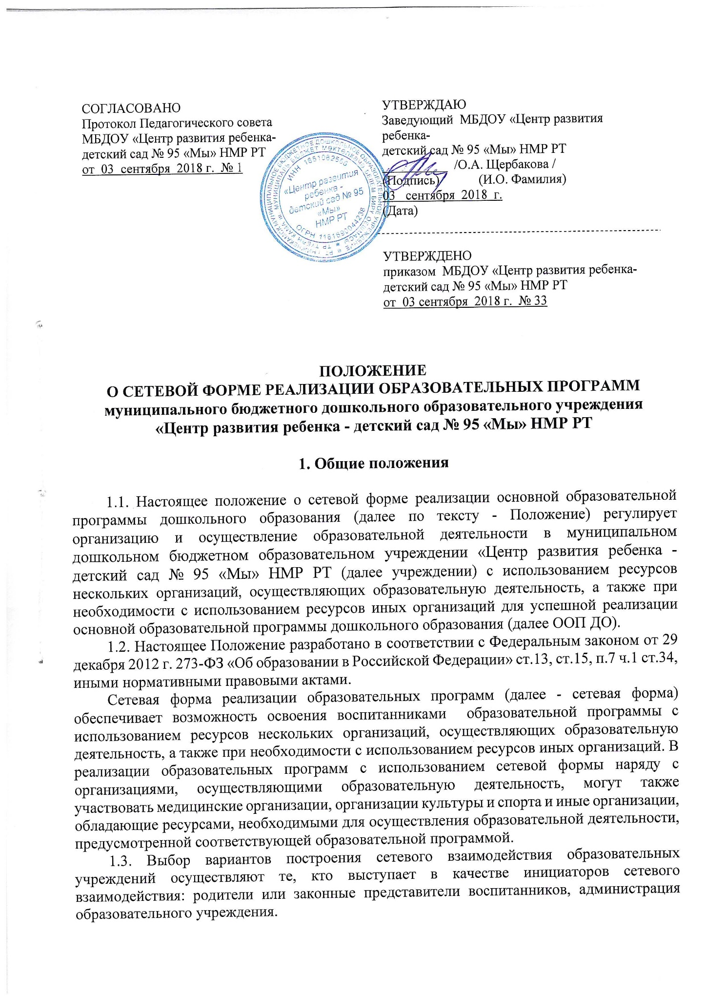 СОГЛАСОВАНО
Протокол Педагогического совета
МБДОУ «Центр развития ребенка-
детский сад № 95 «Мы» НМР РТ
от 03 сентября 2018 г. № 1
УТВЕРЖДАЮ
Заведующий МБДОУ «Центр развития
ребенка-
детский сад № 95 «Мы» НМР РТ
/О.А. Щербакова /
(Подпись) (И.О. Фамилия)
03 сентября 2018 г.
(Дата)
УТВЕРЖДЕНО
приказом МБДОУ «Центр развития ребенка-
детский сад № 95 «Мы» НМР РТ
от 03 сентября 2018 г. № 33
МУНИЦИПАЛЬНОЕ БЮДЖЕТНОЕ ДОШКОЛЬНОЕ ОБРАЗОВАТЕЛЬНОЕ УЧРЕЖДЕНИЕ
ИНН
«Центр развития
ребенка -
детский сад № 95
«Мы»
НМР РТ
ОГРН 1161690044238
ПОЛОЖЕНИЕ
О СЕТЕВОЙ ФОРМЕ РЕАЛИЗАЦИИ ОБРАЗОВАТЕЛЬНЫХ ПРОГРАММ
муниципального бюджетного дошкольного образовательного учреждения
«Центр развития ребенка - детский сад № 95 «Мы» НМР РТ
1. Общие положения
1.1. Настоящее положение о сетевой форме реализации основной образовательной
программы дошкольного образования (далее по тексту - Положение) регулирует
организацию и осуществление образовательной деятельности в муниципальном
дошкольном бюджетном образовательном учреждении «Центр развития ребенка -
детский сад № 95 «Мы» НМР РТ (далее учреждении) с использованием ресурсов
нескольких организаций, осуществляющих образовательную деятельность, а также при
необходимости с использованием ресурсов иных организаций для успешной реализации
основной образовательной программы дошкольного образования (далее ООП ДО).
1.2. Настоящее Положение разработано в соответствии с Федеральным законом от 29
декабря 2012 г. 273-ФЗ «Об образовании в Российской Федерации» ст.13, ст.15, п.7 ч.1 ст.34,
иными нормативными правовыми актами.
Сетевая форма реализации образовательных программ (далее - сетевая форма)
обеспечивает возможность освоения воспитанниками образовательной программы с
использованием ресурсов нескольких организаций, осуществляющих образовательную
деятельность, а также при необходимости с использованием ресурсов иных организаций. В
реализации образовательных программ с использованием сетевой формы наряду с
организациями, осуществляющими образовательную деятельность, могут также
участвовать медицинские организации, организации культуры и спорта и иные организации,
обладающие ресурсами, необходимыми для осуществления образовательной деятельности,
предусмотренной соответствующей образовательной программой.
1.3. Выбор вариантов построения сетевого взаимодействия образовательных
учреждений осуществляют те, кто выступает в качестве инициаторов сетевого
взаимодействия: родители или законные представители воспитанников, администрация
образовательного учреждения.